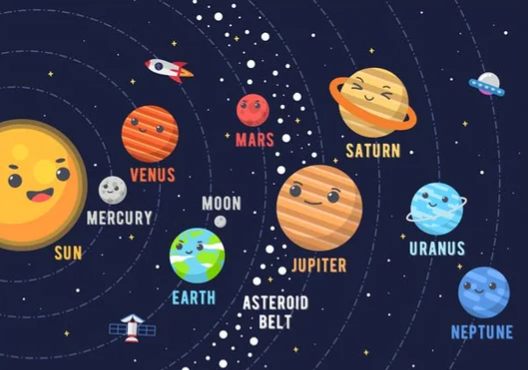 MARS
SATURN
VENUS
MOON
MERCURY
SUN
URANUS
JUPITER
EARTH
ASTEROID
BELT
NEPTUNE